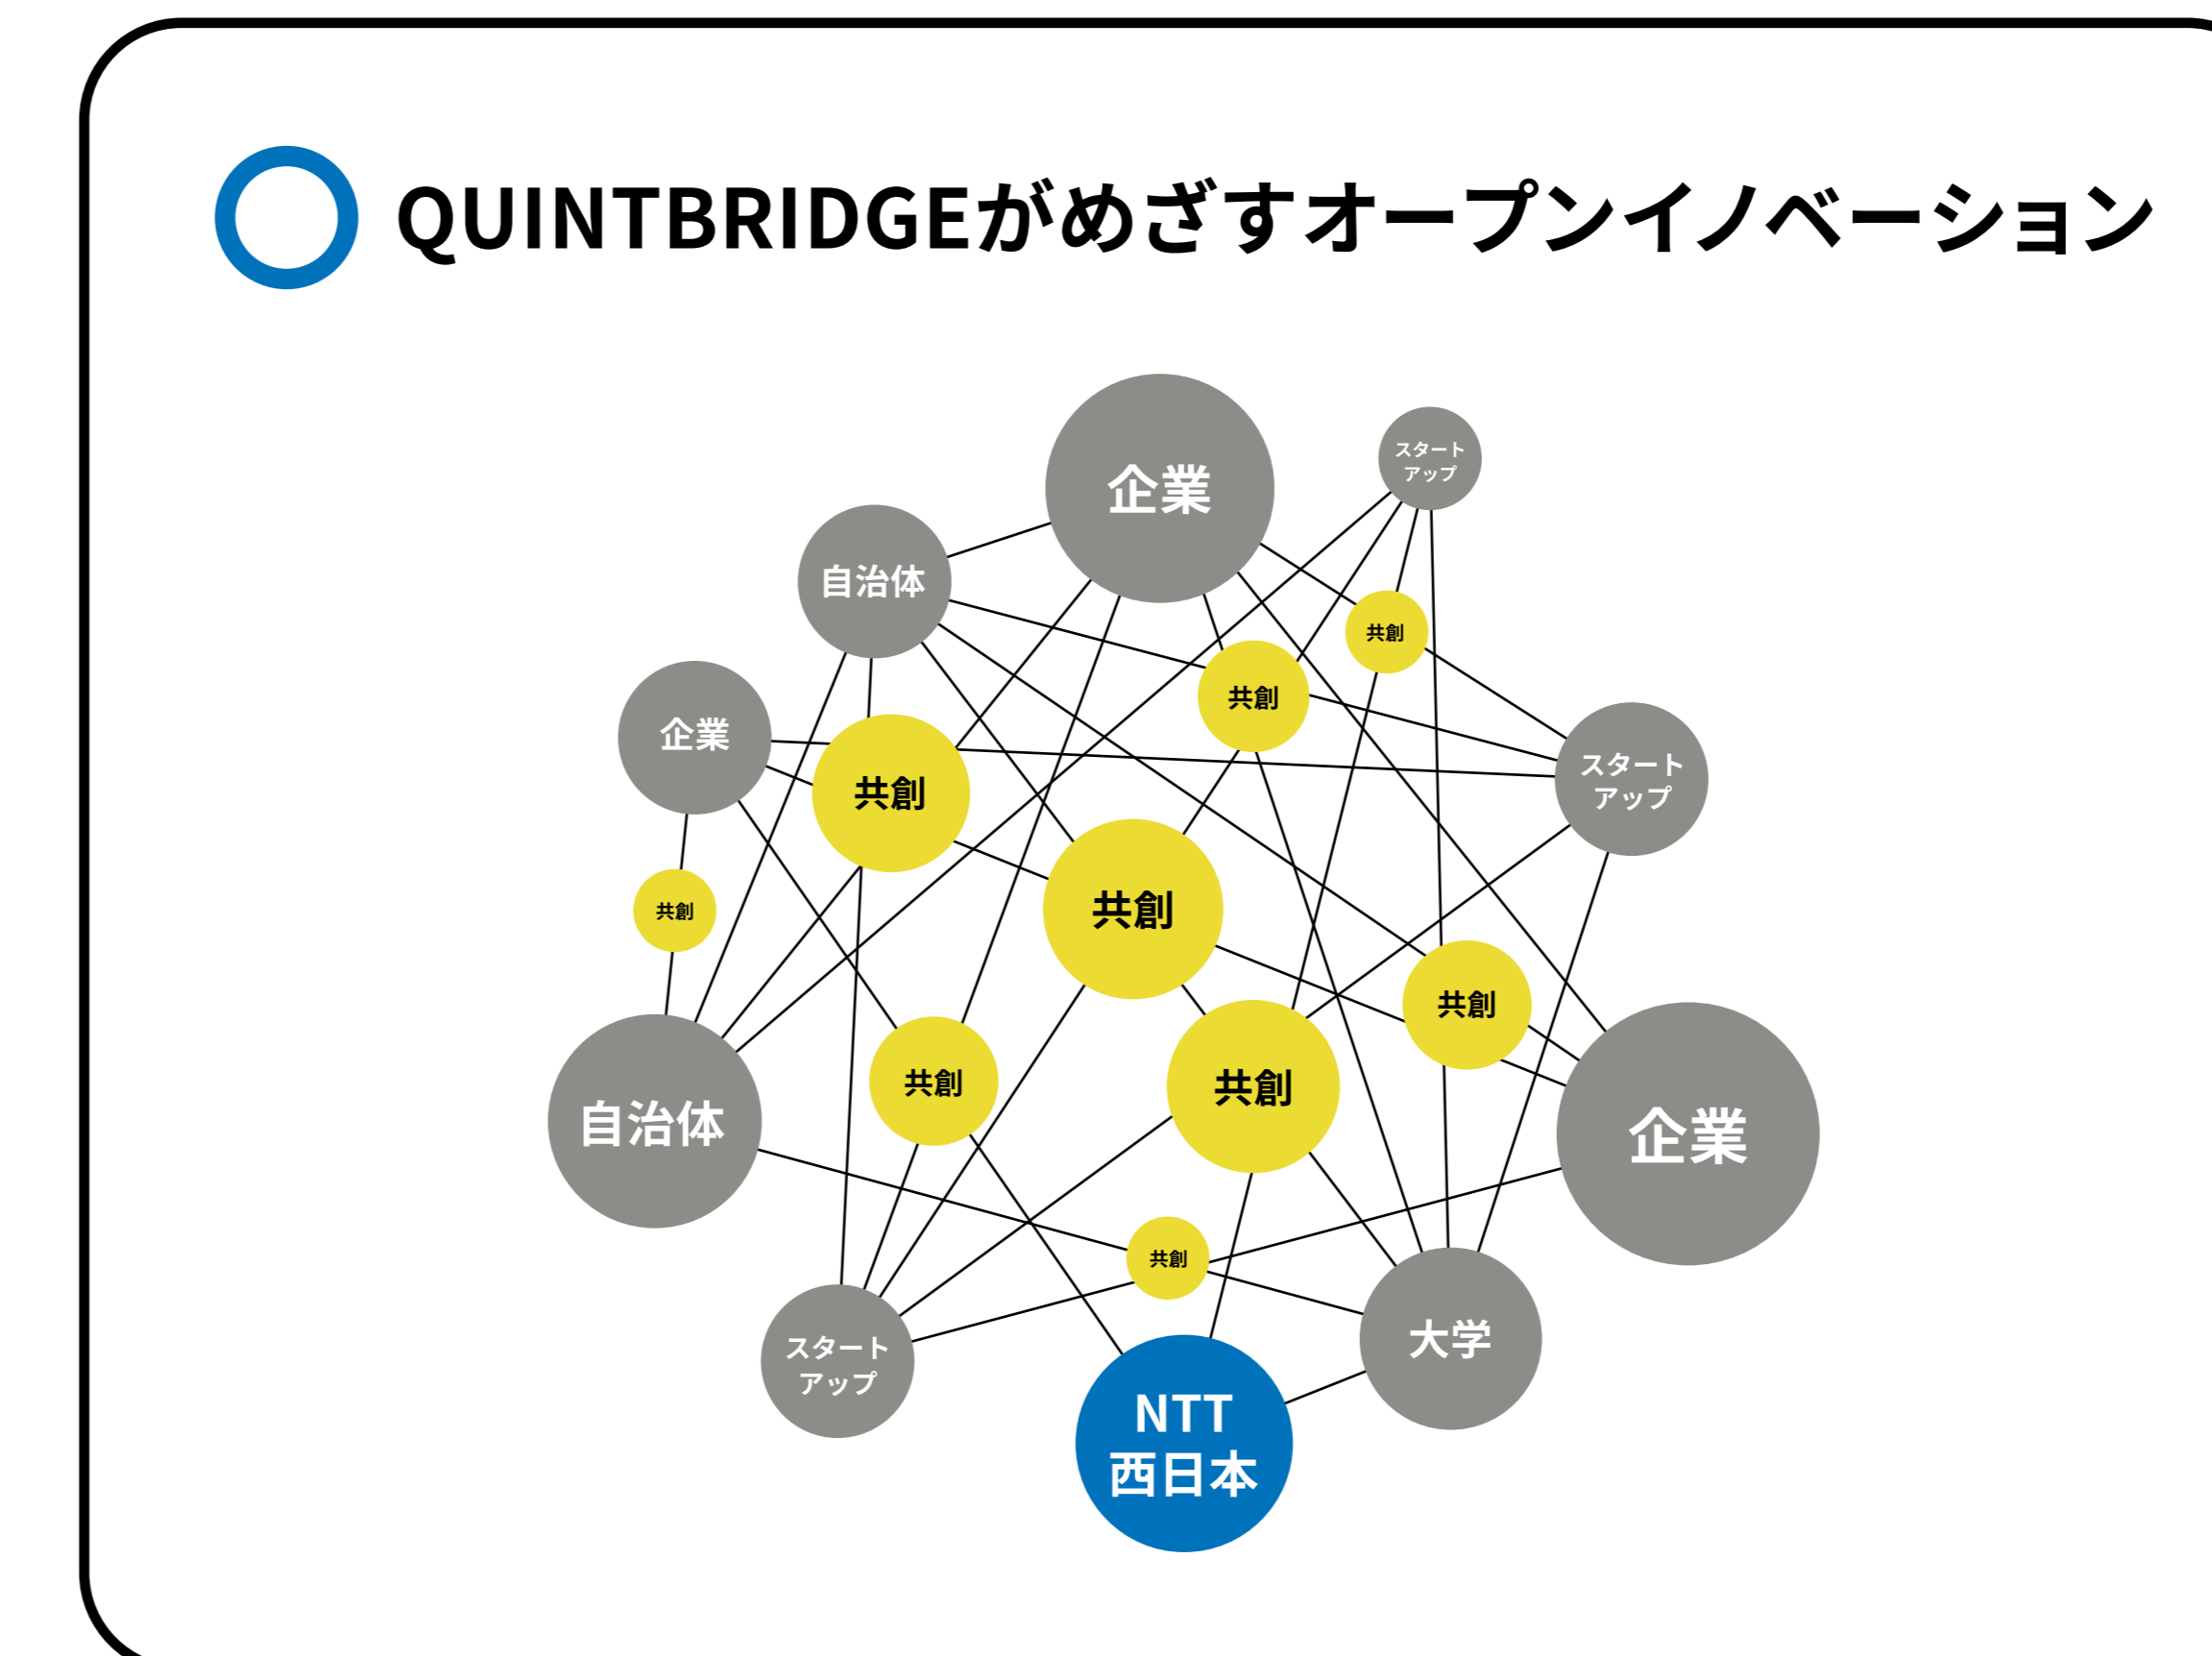 QUINTBRIDGEがめざすオープンイノベーション
企業
スタート
アップ
自治体
共創
共創
企業
スタート
アップ
共創
共創
共創
共創
共創
共創
自治体
企業
共創
大学
スタート
アップ
NTT
西日本